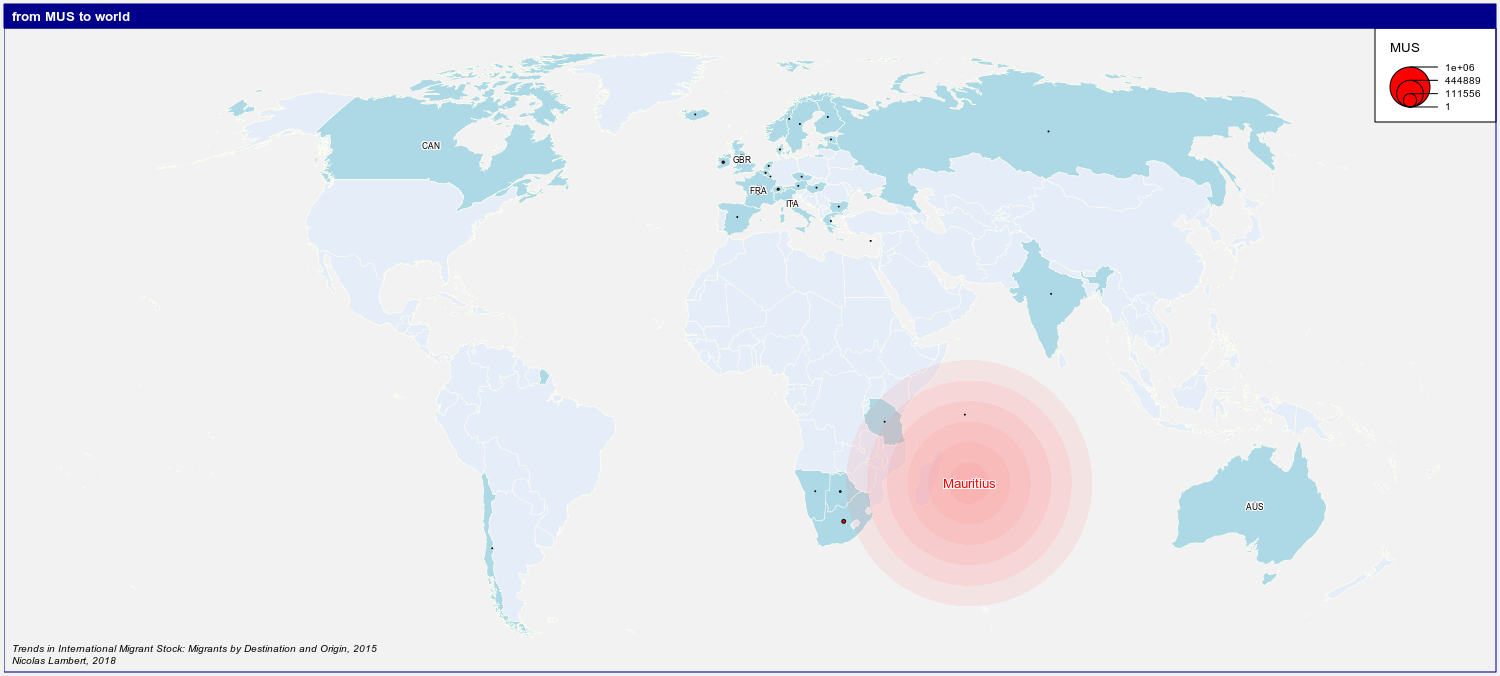 from MUS to world
MUS
1e+06
444889
111556
1
CAN
GBR
FRA
ITA
Mauritius
AUS
Trends in International Migrant Stock: Migrants by Destination and Origin, 2015
Nicolas Lambert, 2018